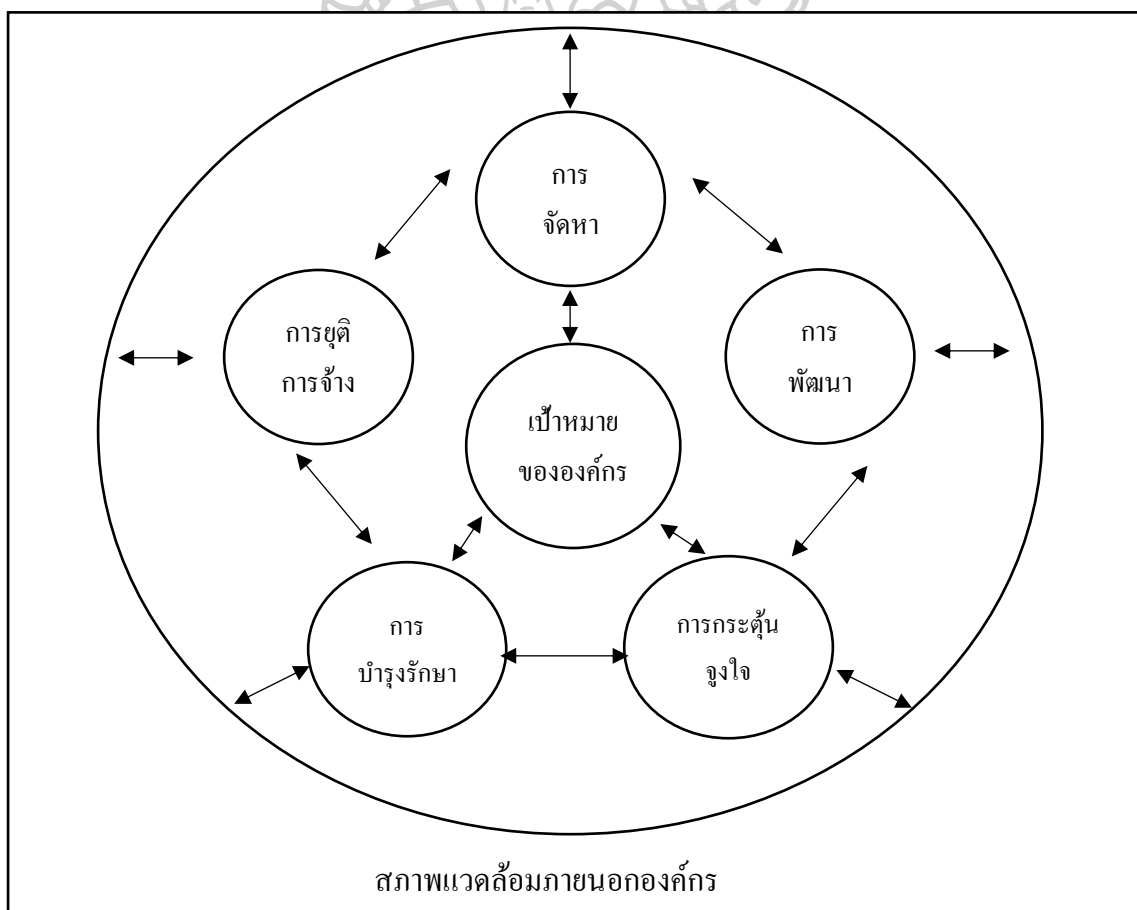 การ
จัดหา
การยุติ
การจ้าง
การ
พัฒนา
เป้าหมาย
ขององค์กร
การ
บำรุงรักษา
การกระตุ้น
จูงใจ
สภาพแวดล้อมภายนอกองค์กร